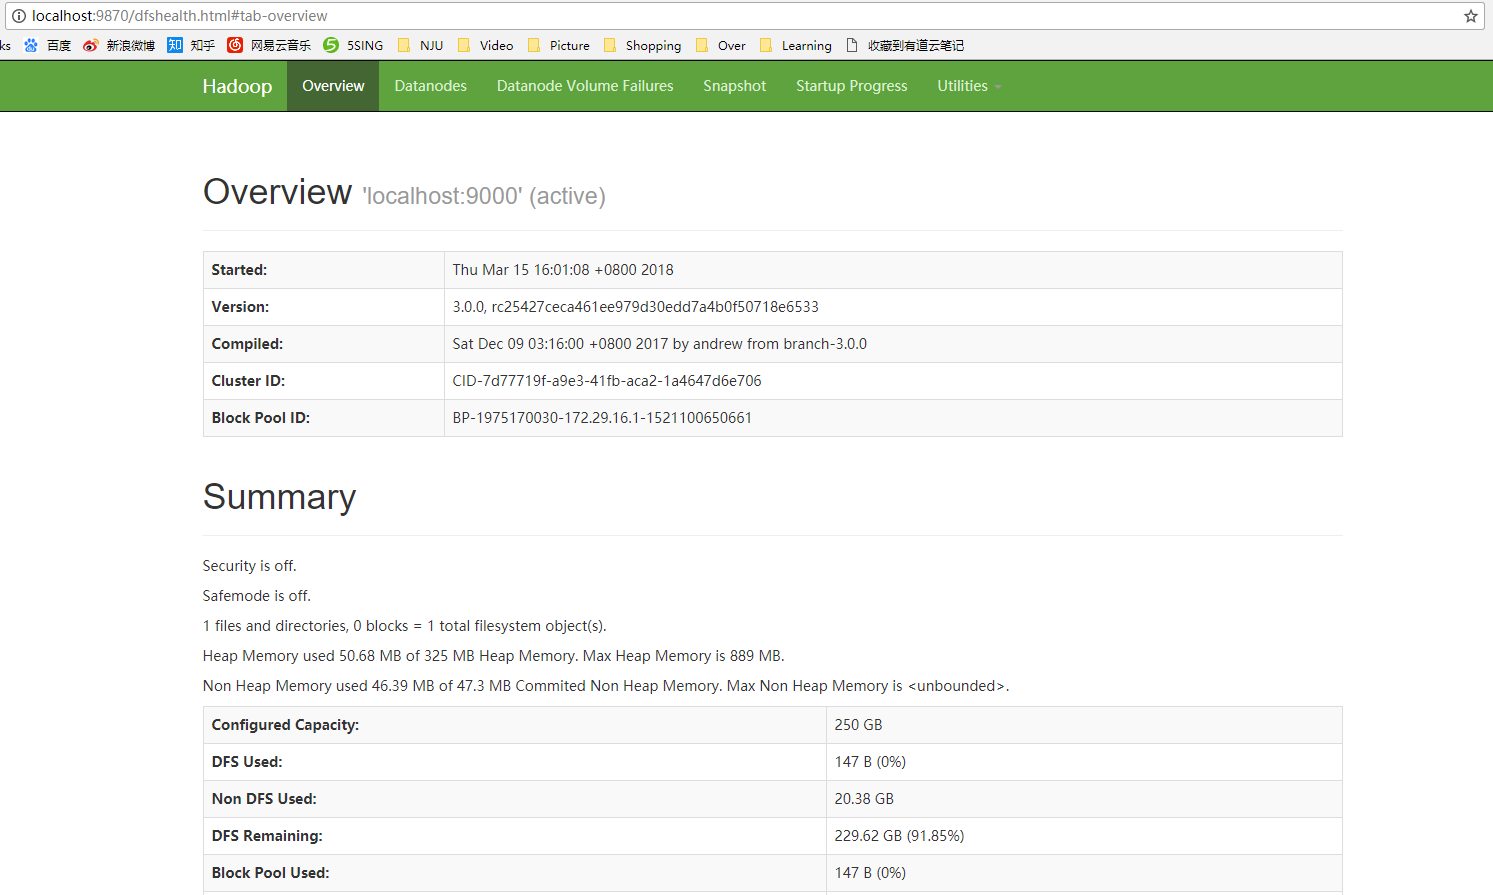 localhost:9870/dfshealth.html#tab-overview
ks 百度 新浪微博 知 知乎 网易云音乐 5 5SING NJU Video Picture Shopping Over Learning 收藏到有道云笔记
Hadoop Overview Datanodes Datanode Volume Failures Snapshot Startup Progress Utilities
Overview 'localhost:9000' (active)
Started: Thu Mar 15 16:01:08 +0800 2018
Version: 3.0.0, rc25427ceca461ee979d30edd7a4b0f50718e6533
Compiled: Sat Dec 09 03:16:00 +0800 2017 by andrew from branch-3.0.0
Cluster ID: CID-7d77719f-a9e3-41fb-aca2-1a4647d6e706
Block Pool ID: BP-1975170030-172.29.16.1-1521100650661
Summary
Security is off.
Safemode is off.
1 files and directories, 0 blocks = 1 total filesystem object(s).
Heap Memory used 50.68 MB of 325 MB Heap Memory. Max Heap Memory is 889 MB.
Non Heap Memory used 46.39 MB of 47.3 MB Commited Non Heap Memory. Max Non Heap Memory is <unbounded>.
Configured Capacity: 250 GB
DFS Used: 147 B (0%)
Non DFS Used: 20.38 GB
DFS Remaining: 229.62 GB (91.85%)
Block Pool Used: 147 B (0%)